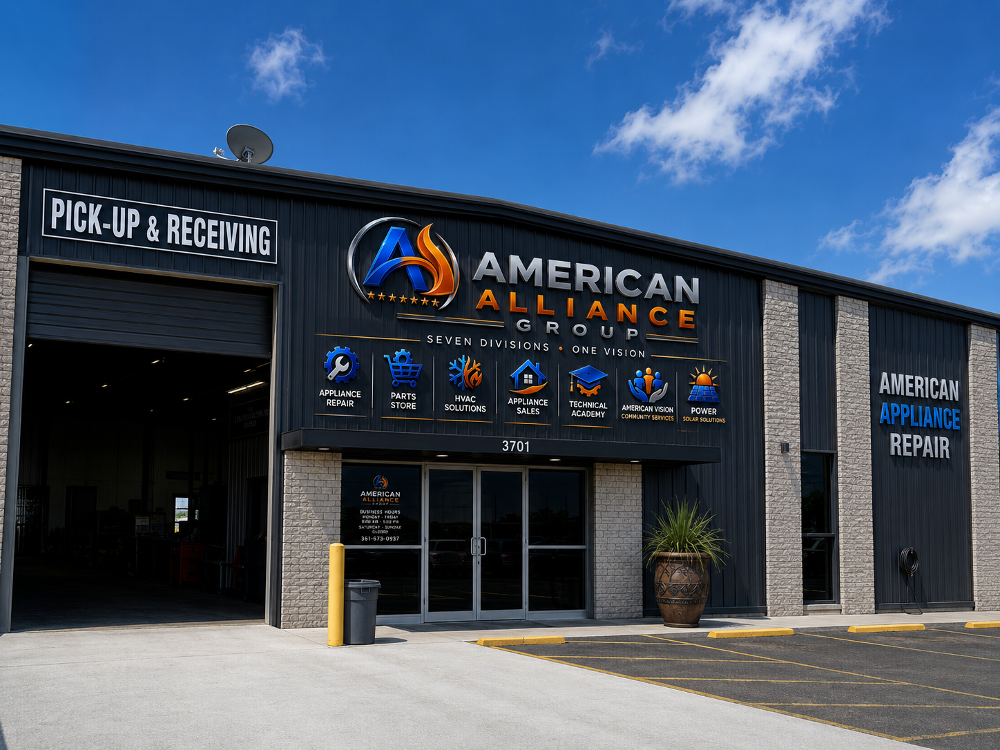 PICK-UP & RECEIVING
AMERICAN
ALLIANCE
GROUP
SEVEN DIVISIONS • ONE VISION
APPLIANCE
REPAIR
PARTS
STORE
HVAC
SOLUTIONS
APPLIANCE
SALES
TECHNICAL
ACADEMY
AMERICAN VISION
COMMUNITY SERVICES
POWER
SOLAR SOLUTIONS
3701
AMERICAN
APPLIANCE
REPAIR
AMERICAN
ALLIANCE
GROUP
BUSINESS HOURS
MONDAY - FRIDAY
SATURDAY - SUNDAY
CLOSED
361-673-0937